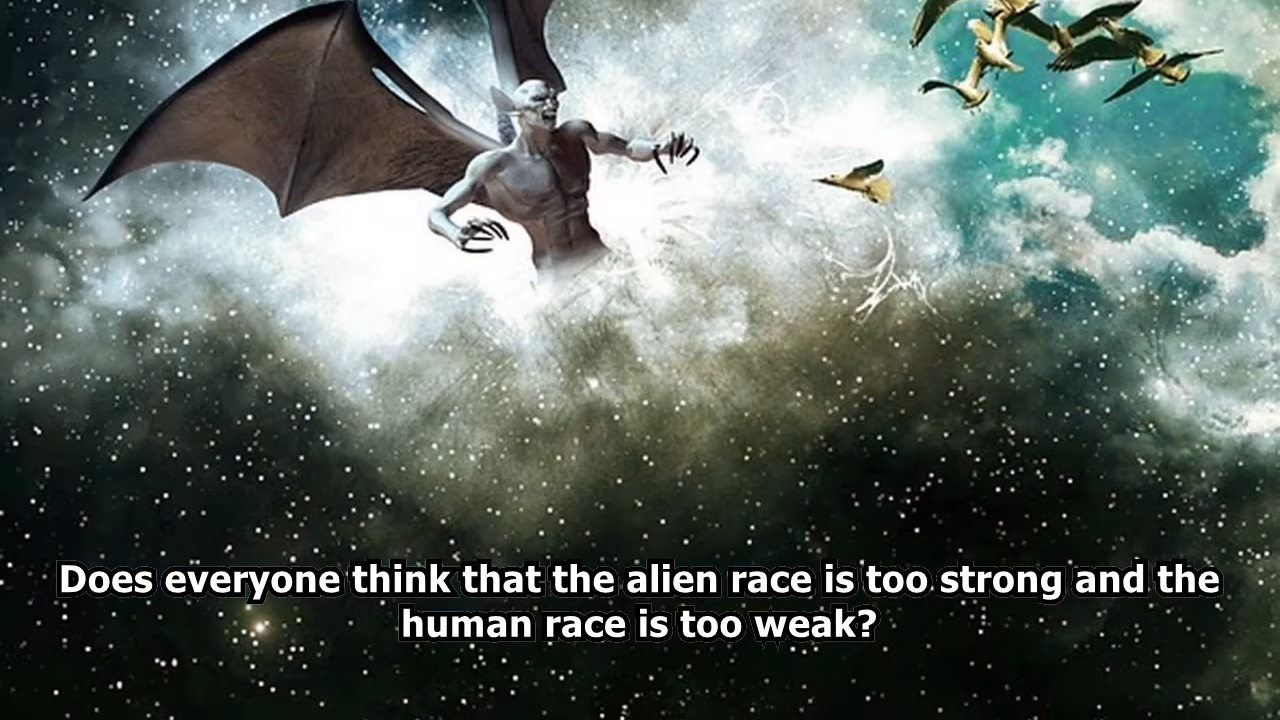 Does everyone think that the alien race is too strong and the
human race is too weak?